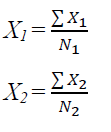 X₁ = ∑ X₁ / N₁
X₂ = ∑ X₂ / N₂